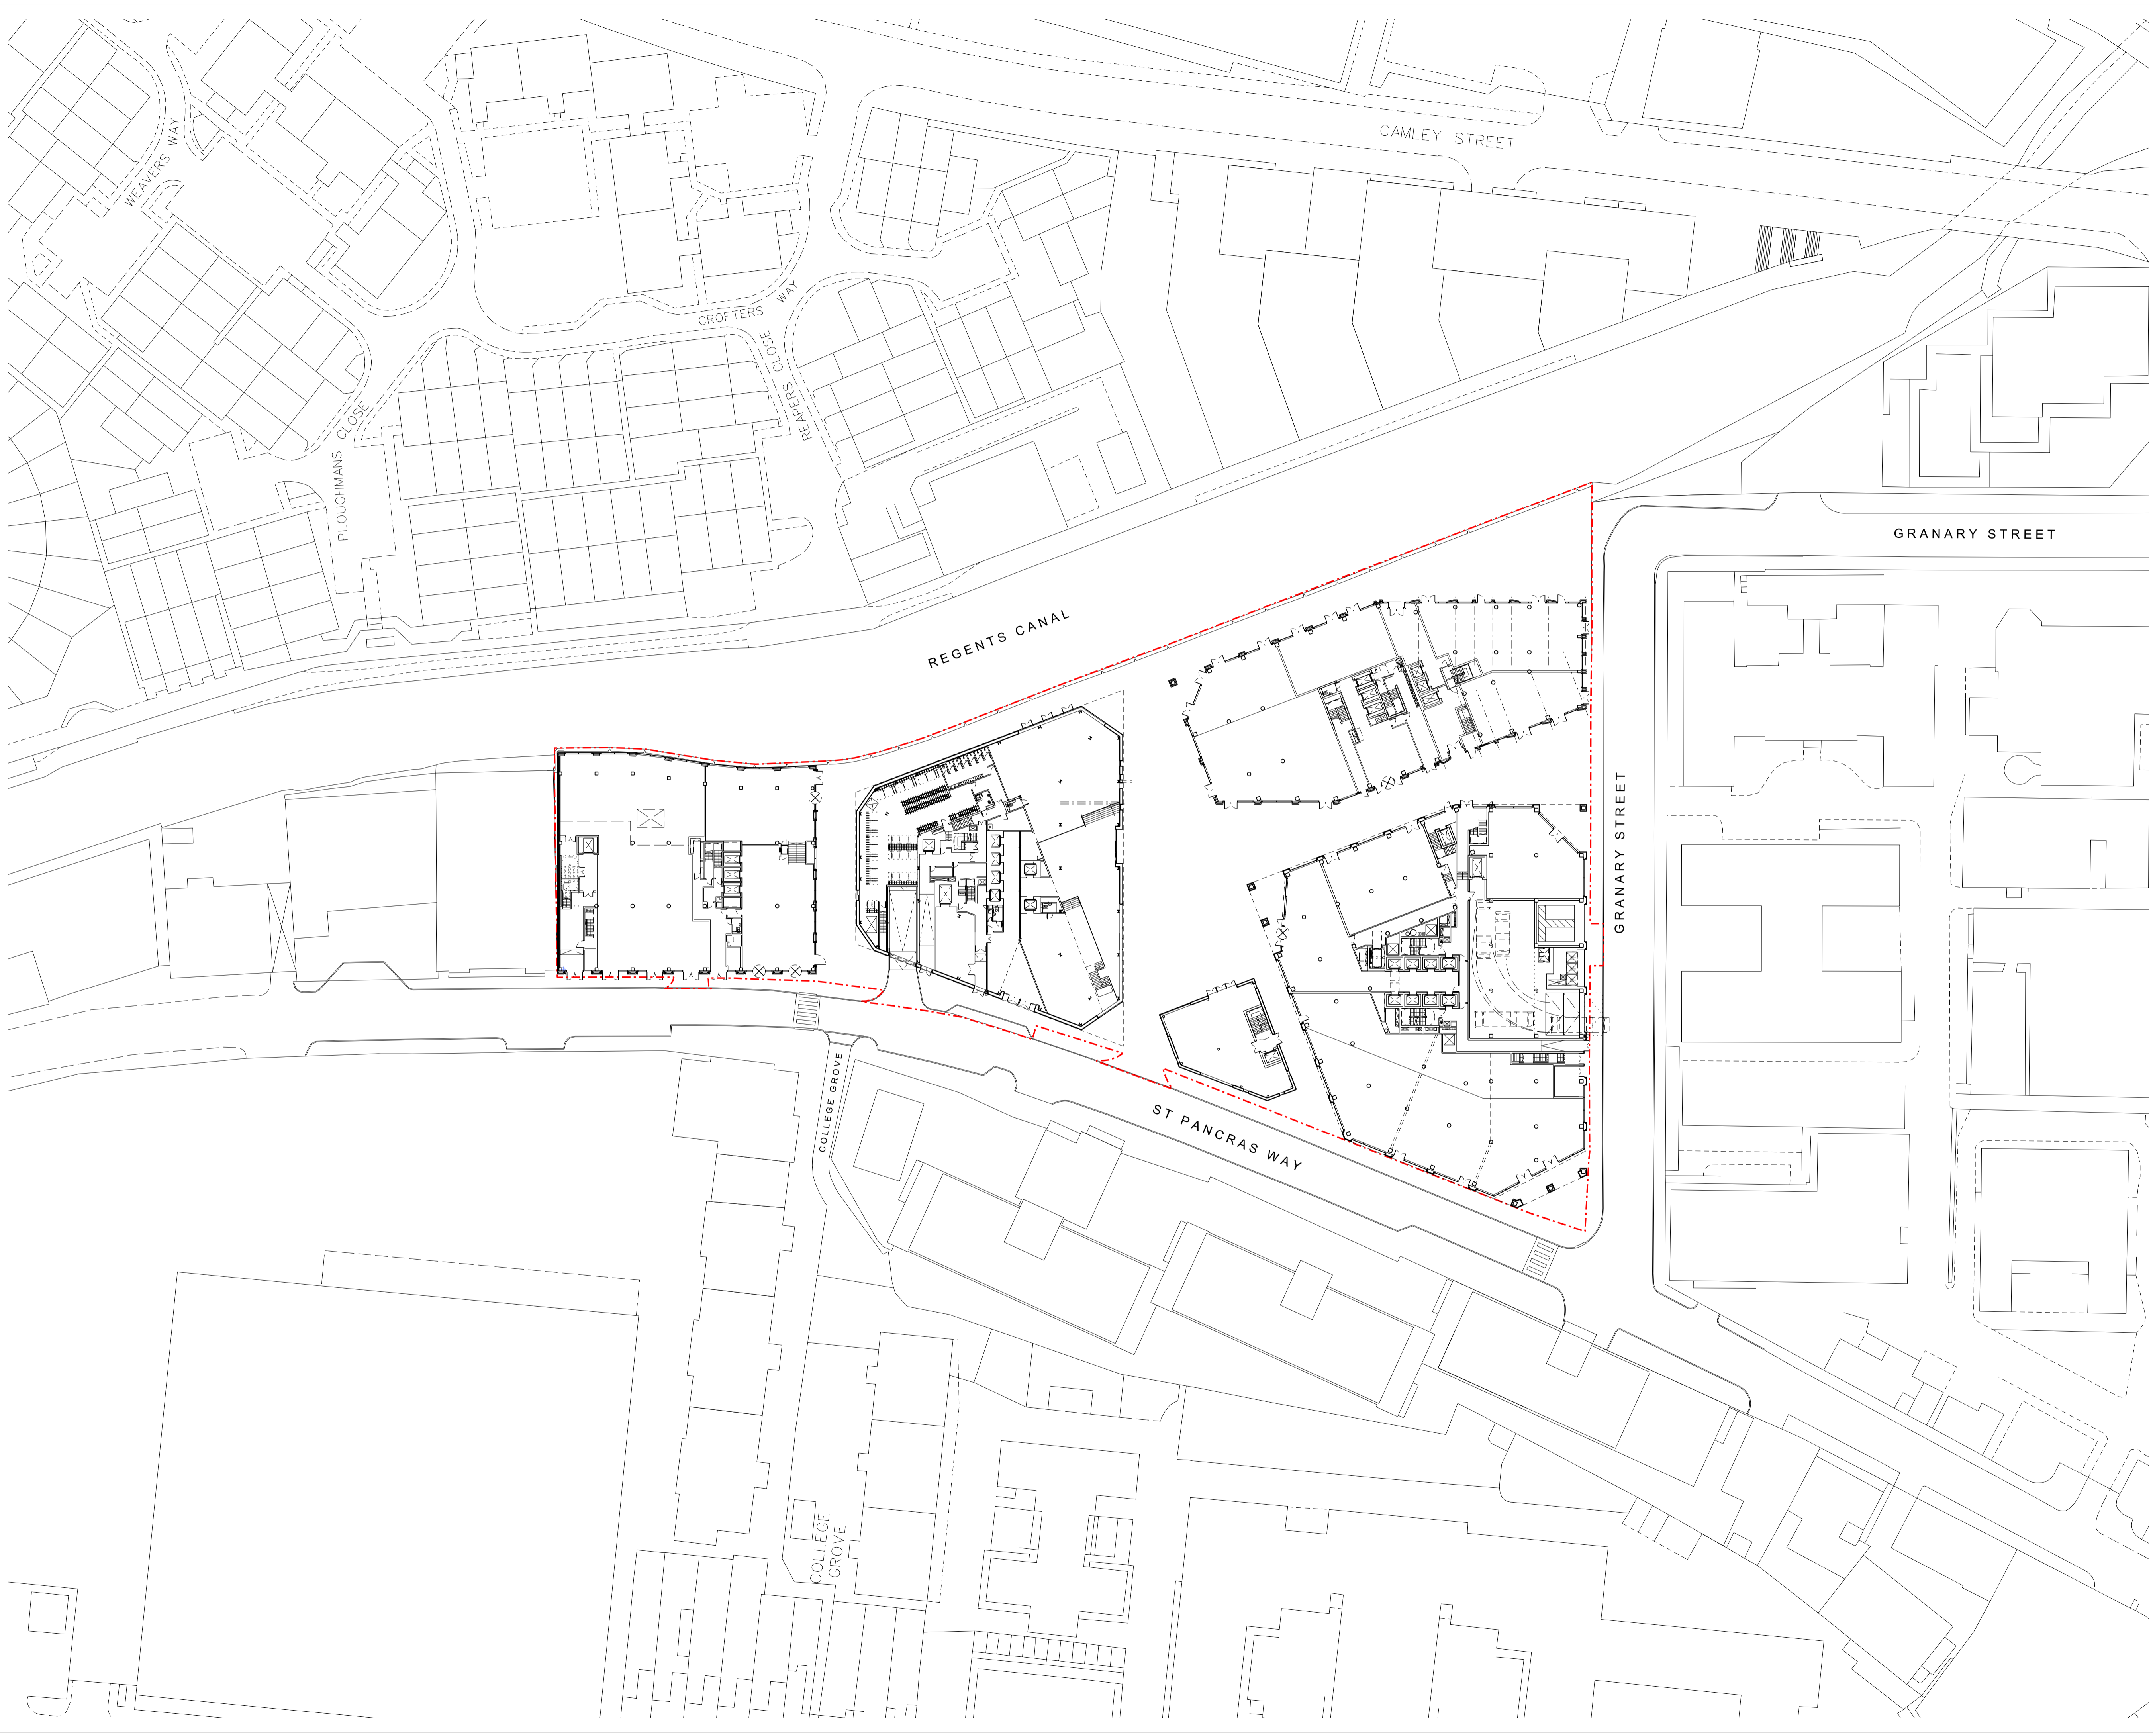 CAMLEY STREET
WEAVERS WAY
CROFTERS WAY
REAPERS CLOSE
PLOUGHMANS CLOSE
GRANARY STREET
REGENTS CANAL
GRANARY STREET
COLLEGE GROVE
ST PANCRAS WAY
COLLEGE
GROVE